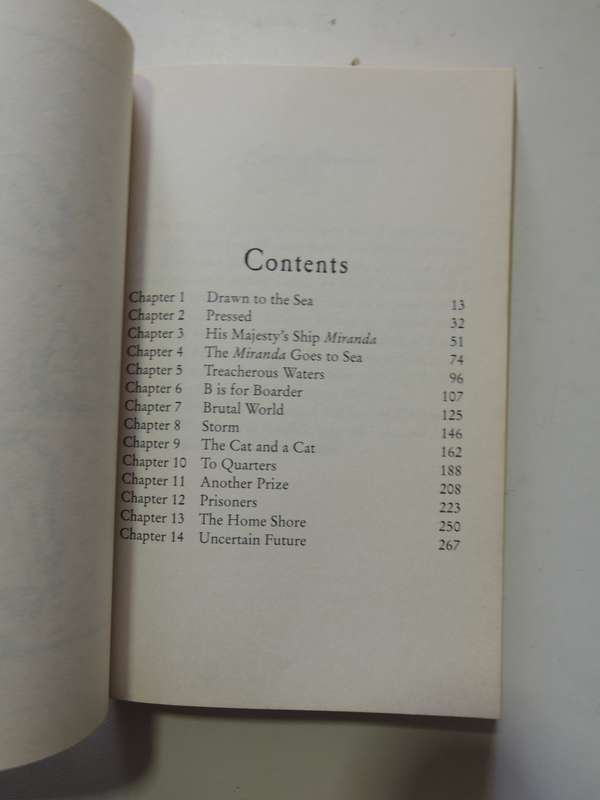 Contents
Chapter 1 Drawn to the Sea 13
Chapter 2 Pressed 32
Chapter 3 His Majesty's Ship Miranda 51
Chapter 4 The Miranda Goes to Sea 74
Chapter 5 Treacherous Waters 96
Chapter 6 B is for Boarder 107
Chapter 7 Brutal World 125
Chapter 8 Storm 146
Chapter 9 The Cat and a Cat 162
Chapter 10 To Quarters 188
Chapter 11 Another Prize 208
Chapter 12 Prisoners 223
Chapter 13 The Home Shore 250
Chapter 14 Uncertain Future 267